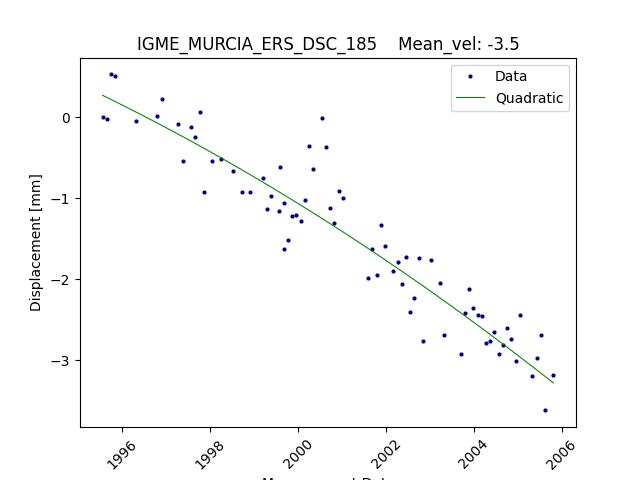 IGME_MURCIA_ERS_DSC_185    Mean_vel: -3.5
Data
Quadratic
Displacement [mm]
0
−1
−2
−3
1996
1998
2000
2002
2004
2006